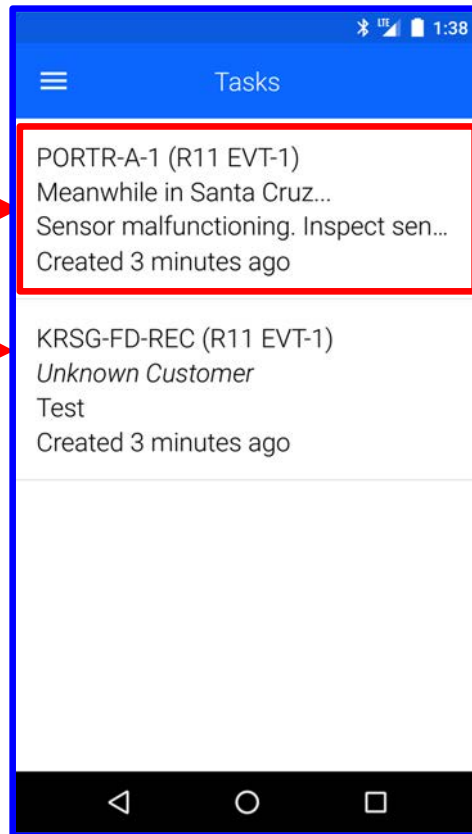 LTE 1:38
Tasks
PORTR-A-1 (R11 EVT-1)
Meanwhile in Santa Cruz...
Sensor malfunctioning. Inspect sen...
Created 3 minutes ago
KRSG-FD-REC (R11 EVT-1)
Unknown Customer
Test
Created 3 minutes ago